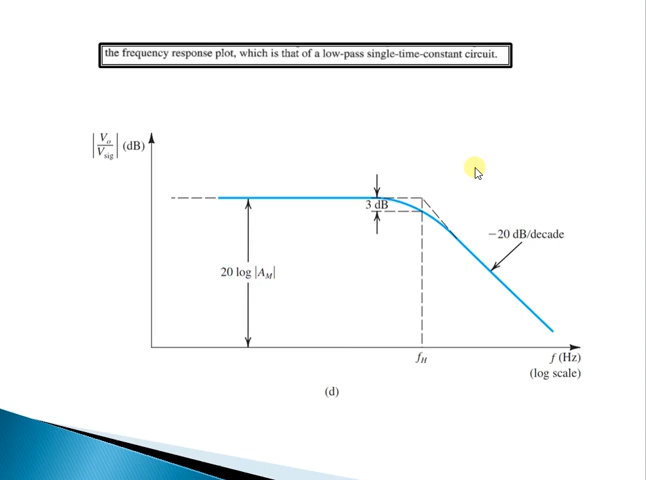 the frequency response plot, which is that of a low-pass single-time-constant circuit.
|Vo/Vsig| (dB)
3 dB
−20 dB/decade
20 log |AM|
fH
f (Hz)
(log scale)
(d)